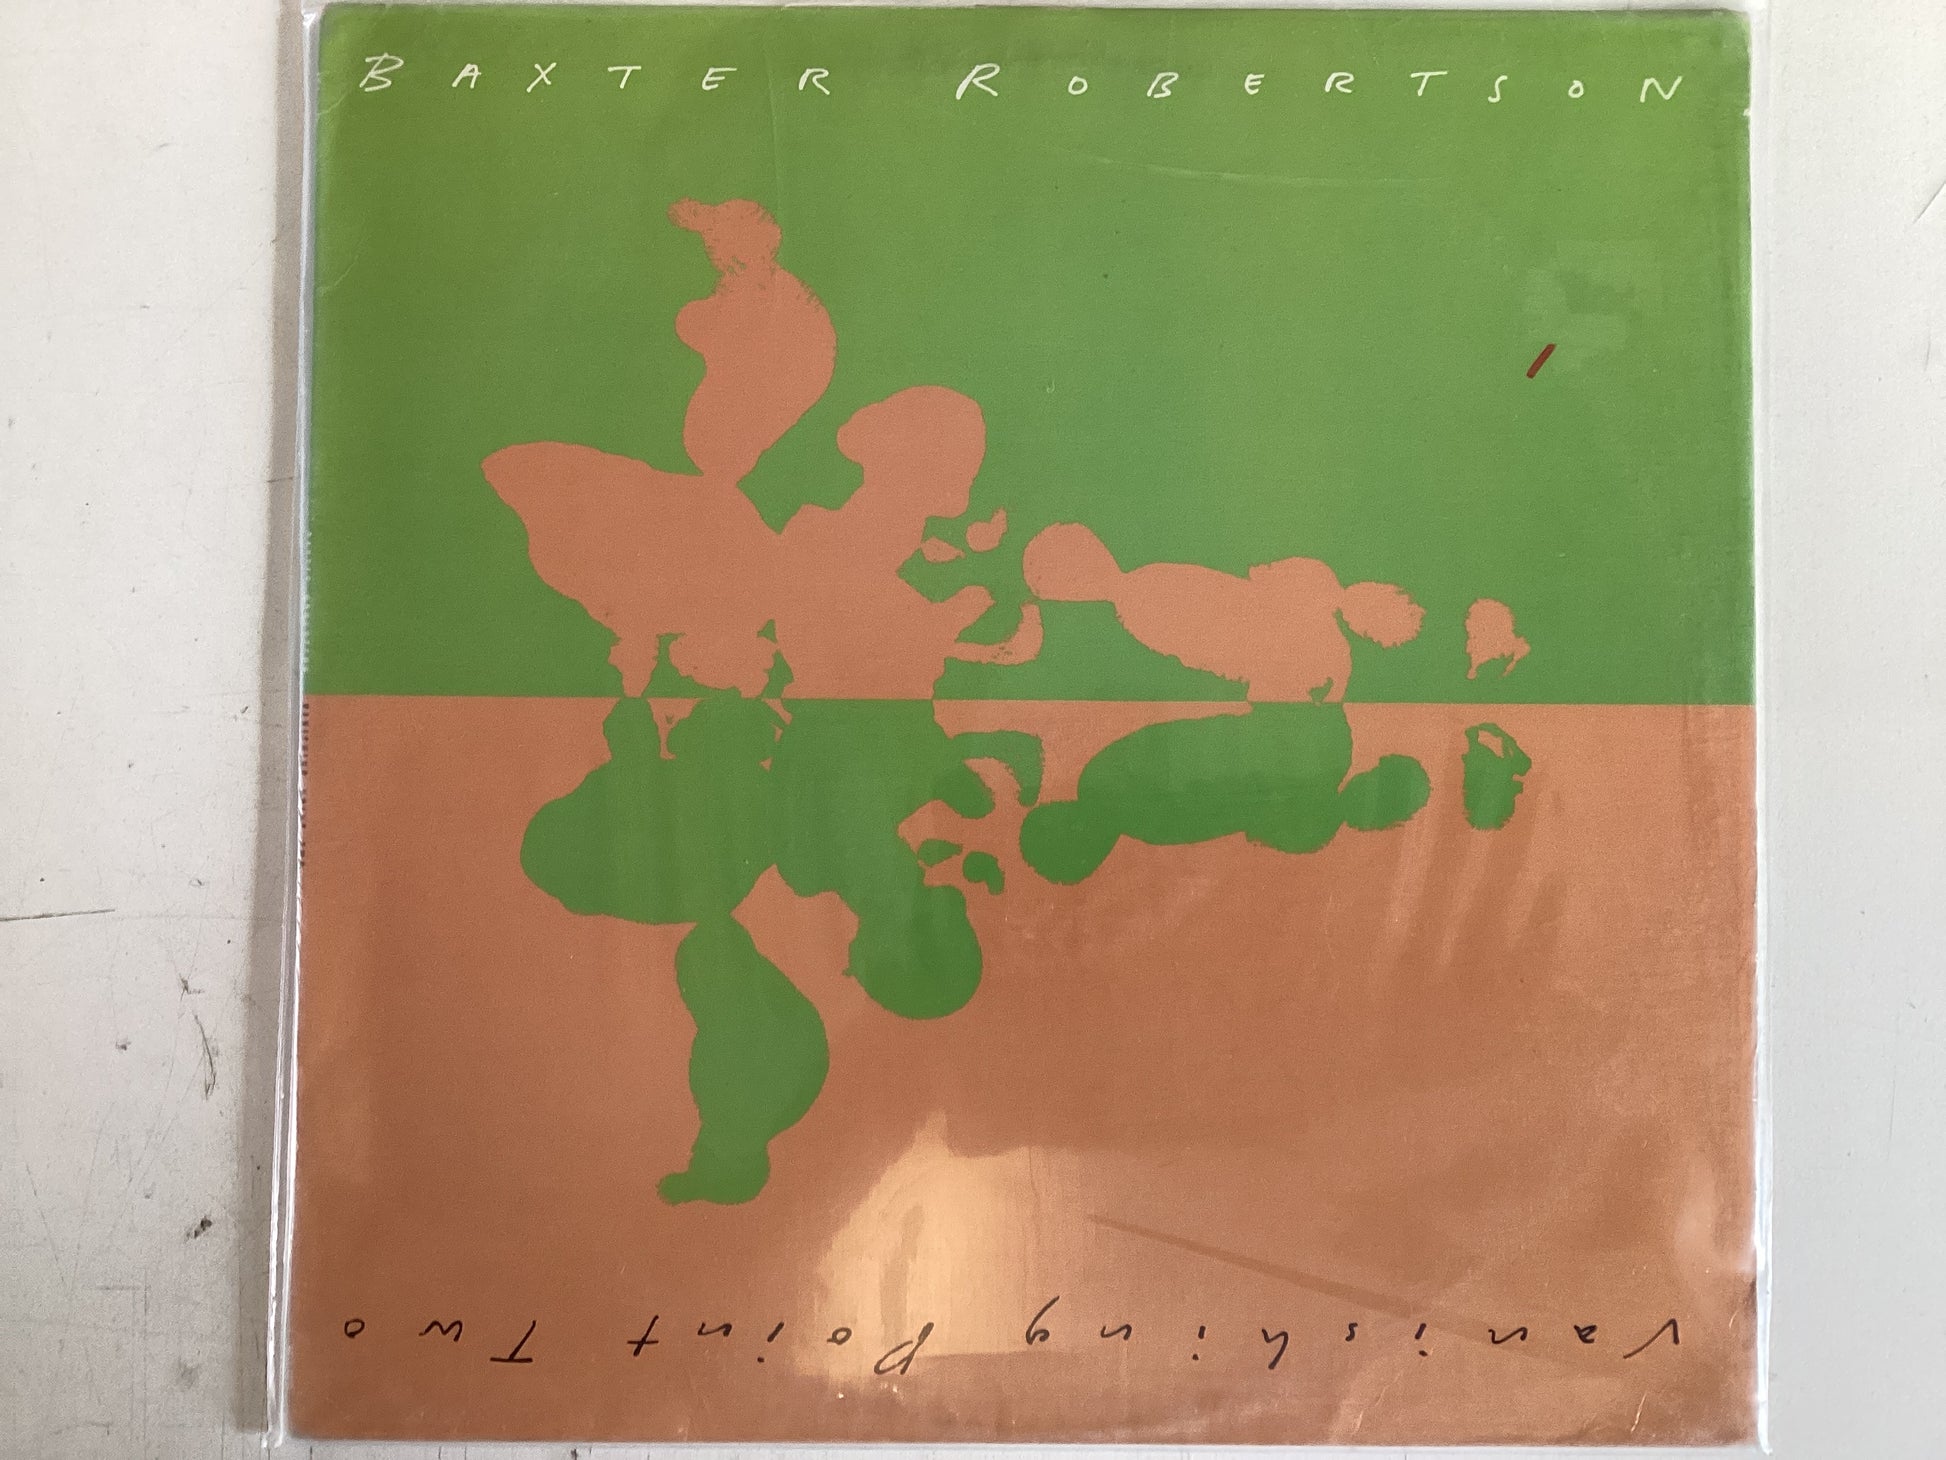 BAXTER ROBERTSON
Vanishing Point Two